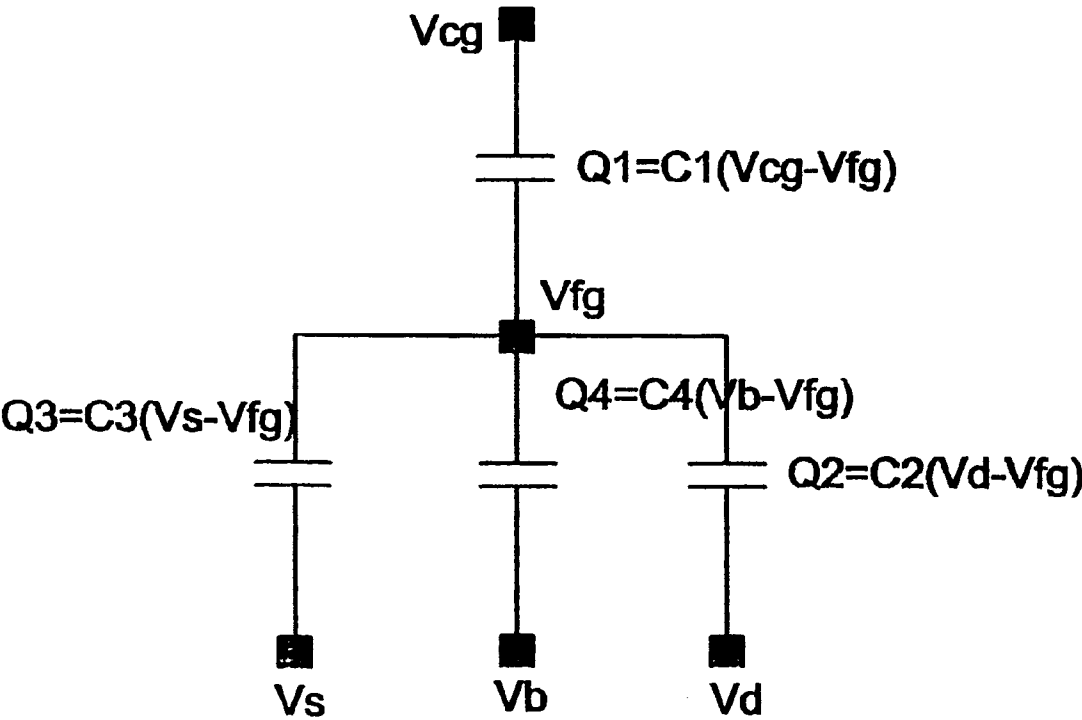 Vcg
Q1=C1(Vcg-Vfg)
Vfg
Q4=C4(Vb-Vfg)
Q3=C3(Vs-Vfg)
Q2=C2(Vd-Vfg)
Vs
Vb
Vd